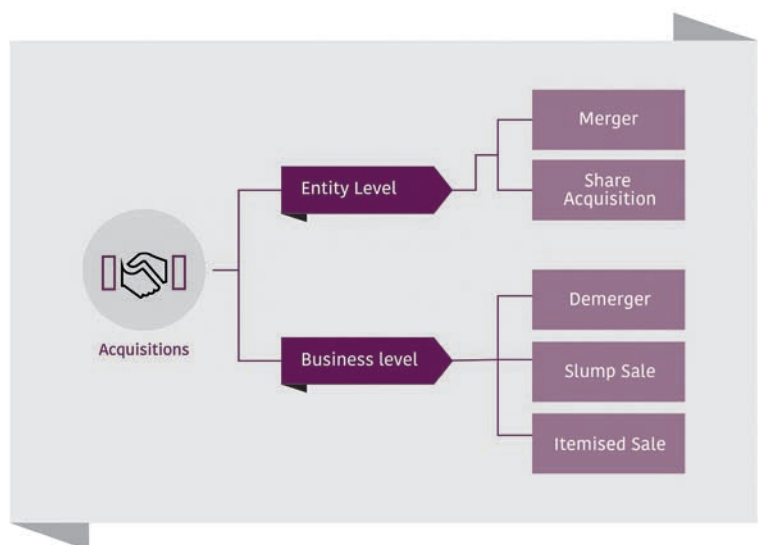 Merger
Entity Level
Share
Acquisition
Acquisitions
Demerger
Business level
Slump Sale
Itemised Sale